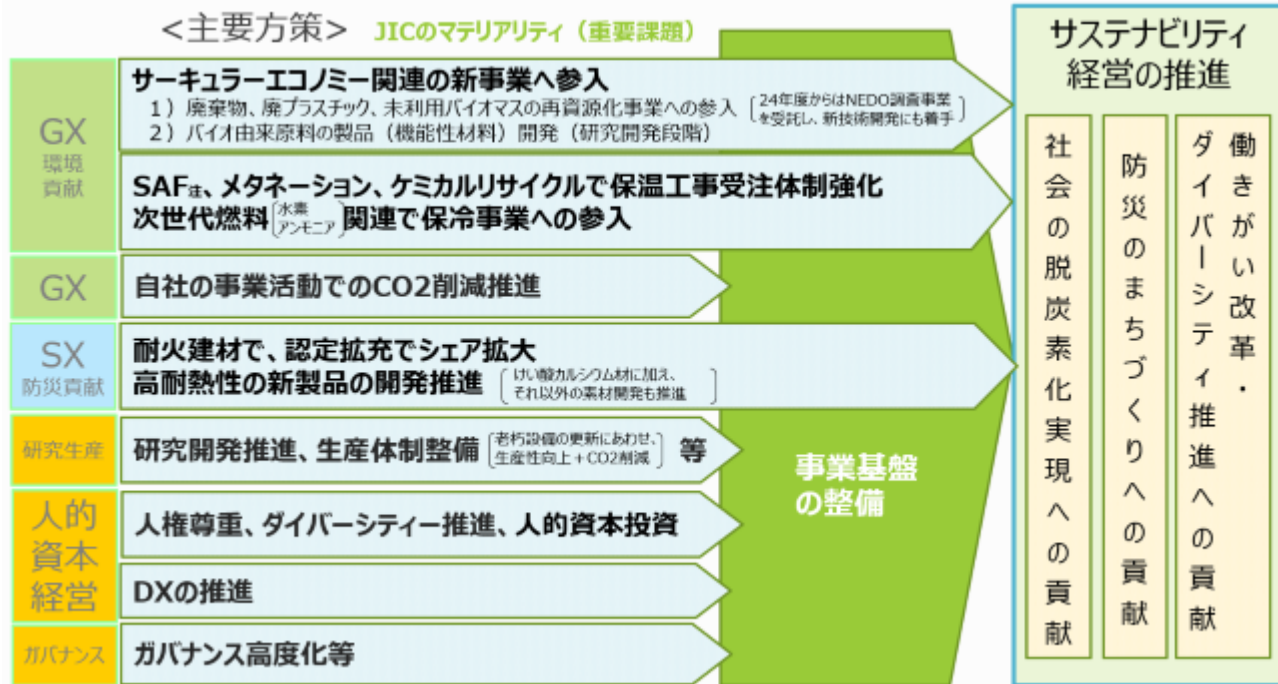 <主要方策> JICのマテリアリティ（重要課題）
GX
環境
貢献
サーキュラーエコノミー関連の新事業へ参入
1）廃棄物、廃プラスチック、未利用バイオマスの再資源化事業への参入
24年度からはNEDO調査事業
を受託し、新技術開発にも着手
2）バイオ由来原料の製品（機能性材料）開発（研究開発段階）
SAF注、メタネーション、ケミカルリサイクルで保温工事受注体制強化
次世代燃料[水素
アンモニア]関連で保冷事業への参入
GX
自社の事業活動でのCO2削減推進
SX
防災貢献
耐火建材で、認定拡充でシェア拡大
高耐熱性の新製品の開発推進
けい酸カルシウム材に加え、
それ以外の素材開発も推進
研究生産
研究開発推進、生産体制整備[老朽設備の更新にあわせ、
生産性向上+CO2削減] 等
人的
資本
経営
人権尊重、ダイバーシティー推進、人的資本投資
DXの推進
ガバナンス
ガバナンス高度化等
事業基盤
の整備
サステナビリティ
経営の推進
社会の脱炭素化実現への貢献
防災のまちづくりへの貢献
働きがい改革・
ダイバーシティ推進への貢献